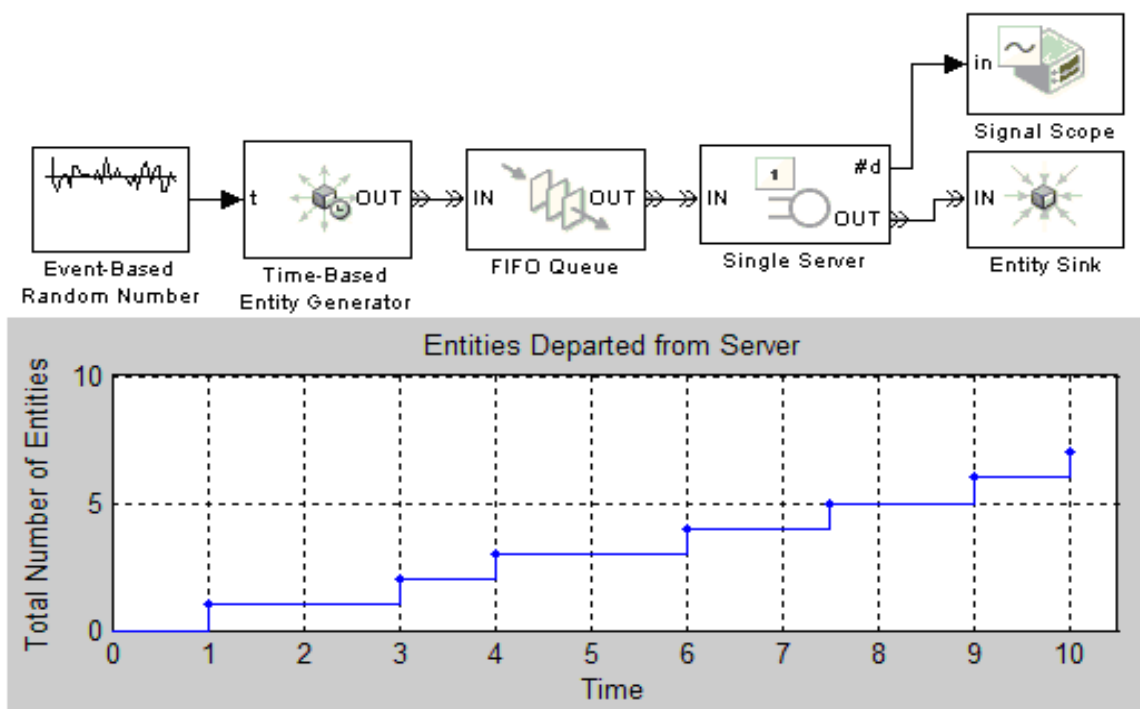 in
Signal Scope
t
OUT
IN
OUT
IN
1
#d
OUT
IN
Event-Based
Random Number
Time-Based
Entity Generator
FIFO Queue
Single Server
Entity Sink
Entities Departed from Server
Total Number of Entities
10
5
0
0 1 2 3 4 5 6 7 8 9 10
Time